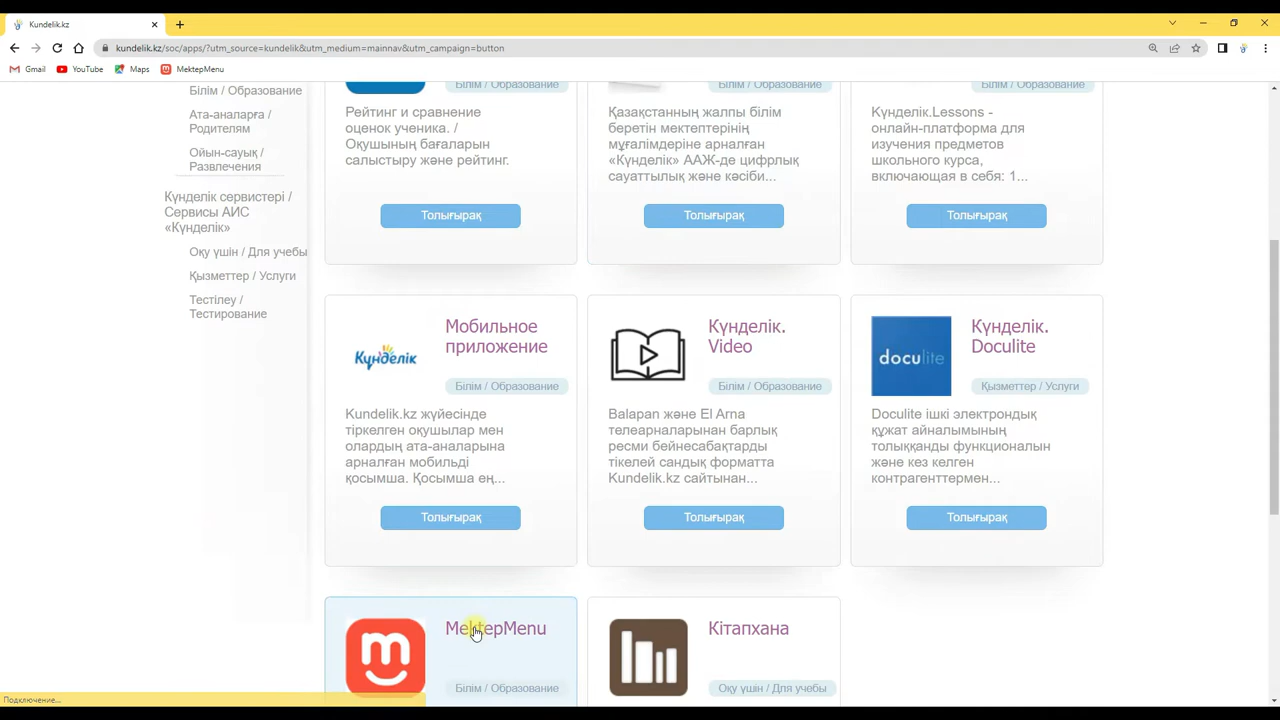 Kundelik.kz
kundelik.kz/soc/apps/?utm_source=kundelik&utm_medium=mainnav&utm_campaign=button
Gmail
YouTube
Maps
MektepMenu
Білім / Образование
Ата-аналарға /
Родителям
Ойын-сауық /
Развлечения
Күнделік сервистері /
Сервисы АИС
«Күнделік»
Оқу үшін / Для учебы
Қызметтер / Услуги
Тестілеу /
Тестирование
Білім / Образование
Рейтинг и сравнение
оценок ученика. /
Оқушының бағаларын
салыстыру және рейтинг.
Толығырақ
Білім / Образование
Қазақстанның жалпы білім
беретін мектептерінің
мұғалімдеріне арналған
«Күнделік» ААЖ-де цифрлық
сауаттылық және кәсіби...
Толығырақ
Білім / Образование
Күнделік.Lessons -
онлайн-платформа для
изучения предметов
школьного курса,
включающая в себя: 1...
Толығырақ
Күнделік
Мобильное
приложение
Білім / Образование
Kundelik.kz жүйесінде
тіркелген оқушылар мен
олардың ата-аналарына
арналған мобильді
қосымша. Қосымша ең...
Толығырақ
Күнделік.
Video
Білім / Образование
Balapan және El Arna
телеарналарынан барлық
ресми бейнесабақтарды
тікелей сандық форматта
Kundelik.kz сайтынан...
Толығырақ
doculite
Күнделік.
Doculite
Қызметтер / Услуги
Doculite ішкі электрондық
құжат айналымының
толыққанды функционалын
және кез келген
контрагенттермен...
Толығырақ
m
MektepMenu
Білім / Образование
Кітапхана
Оқу үшін / Для учебы
Подключение...